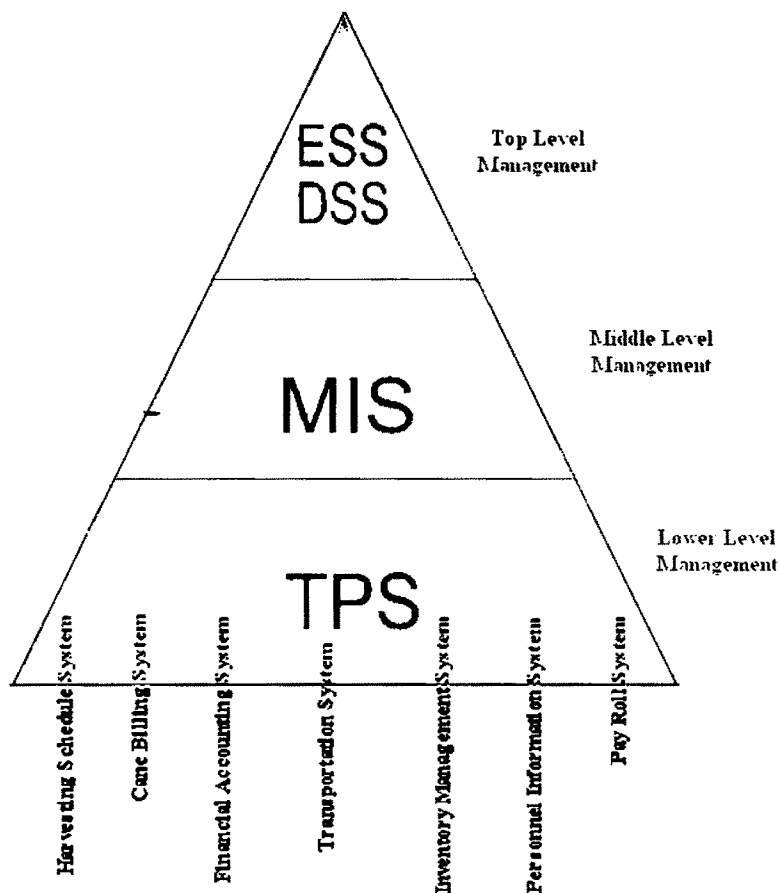 ESS
DSS
Top Level
Management
MIS
Middle Level
Management
TPS
Lower Level
Management
Harvesting Schedule System
Cane Billing System
Financial Accounting System
Transportation System
Inventory Management System
Personnel Information System
Pay Roll System